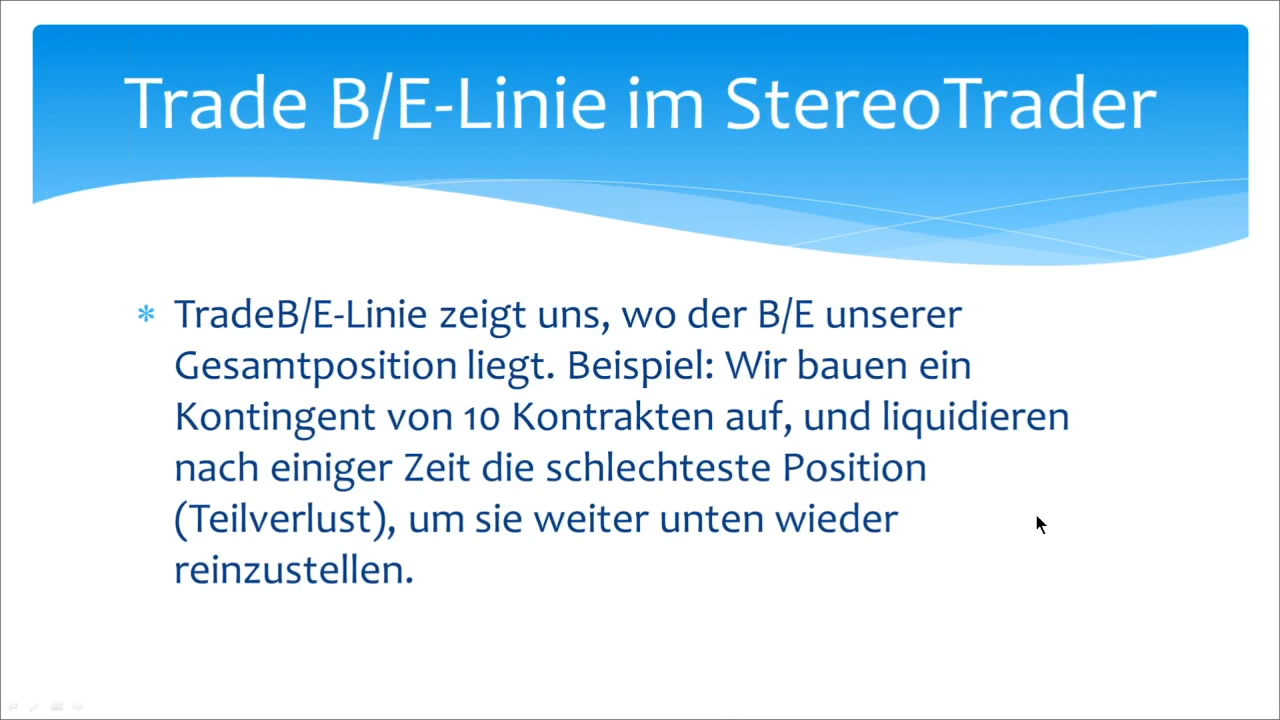 Trade B/E-Linie im StereoTrader
* TradeB/E-Linie zeigt uns, wo der B/E unserer
Gesamtposition liegt. Beispiel: Wir bauen ein
Kontingent von 10 Kontrakten auf, und liquidieren
nach einiger Zeit die schlechteste Position
(Teilverlust), um sie weiter unten wieder
reinzustellen.